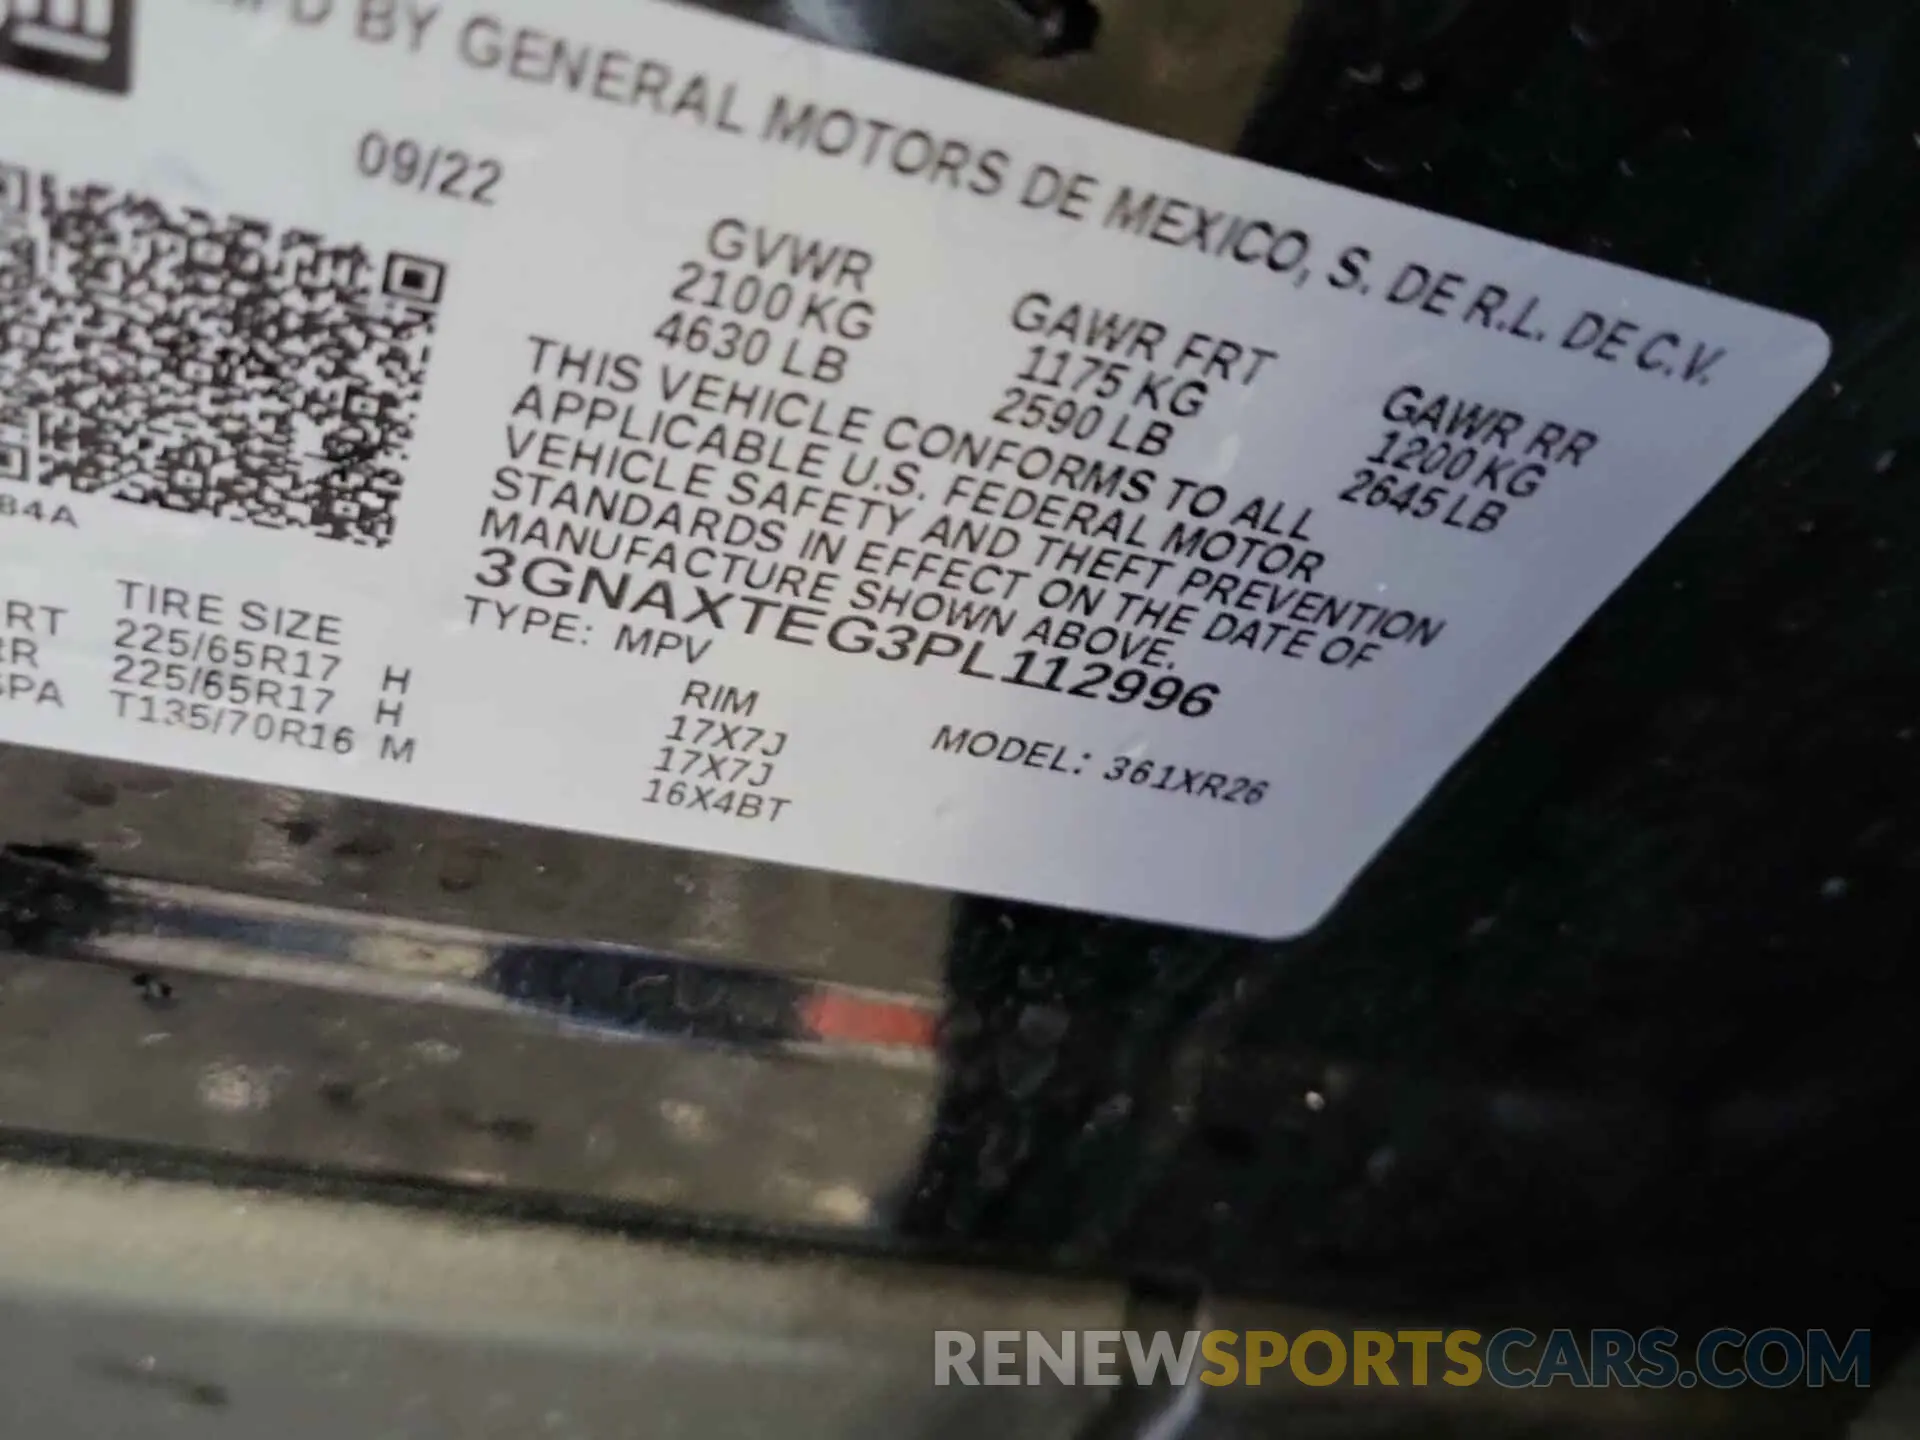 MFD BY GENERAL MOTORS DE MEXICO, S. DE R.L. DE C.V.
09/22
GVWR GAWR FRT GAWR RR
2100 KG 1175 KG 1200 KG
4630 LB 2590 LB 2645 LB
THIS VEHICLE CONFORMS TO ALL
APPLICABLE U.S. FEDERAL MOTOR
VEHICLE SAFETY AND THEFT PREVENTION
STANDARDS IN EFFECT ON THE DATE OF
MANUFACTURE SHOWN ABOVE.
3GNAXTEG3PL112996
TYPE: MPV MODEL: 361XR26
84A
TIRE SIZE RIM
RT 225/65R17 H 17X7J
RR 225/65R17 H 17X7J
SPA T135/70R16 M 16X4BT
RENEWSPORTSCARS.COM